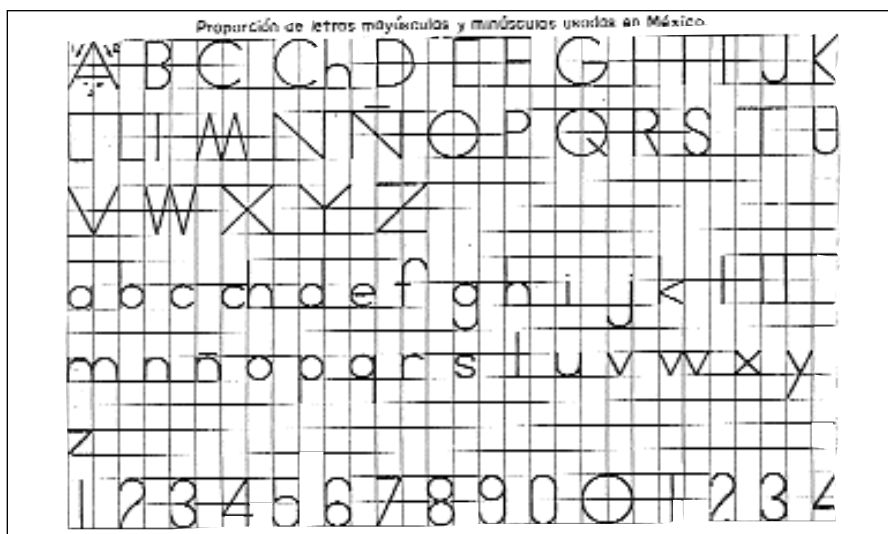 Proporción de letras mayúsculas y minúsculas usadas en México.
A B C Ch D E F G H I J K
L Ll M N Ñ O P Q R S T U
V W X Y Z
a b c ch d e f g h i j k l
m n ñ o p q r s t u v w x y
z
1 2 3 4 5 6 7 8 9 0 1 2 3 4